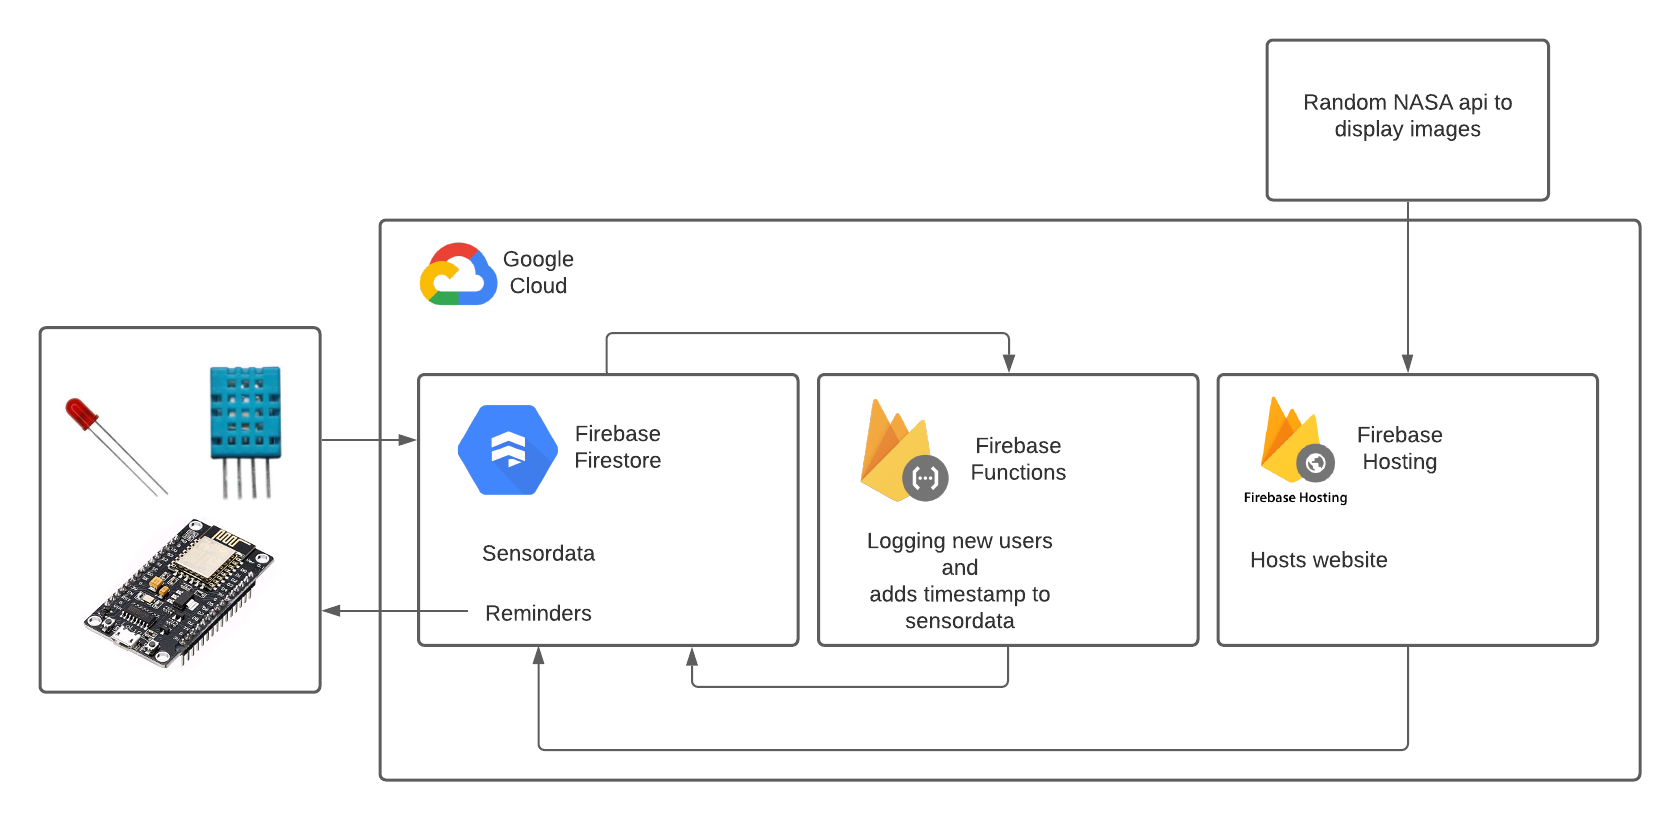 Random NASA api to
display images
Google
Cloud
Firebase
Firestore
Sensordata
Reminders
Firebase
Functions
Logging new users
and
adds timestamp to
sensordata
Firebase
Hosting
Firebase Hosting
Hosts website